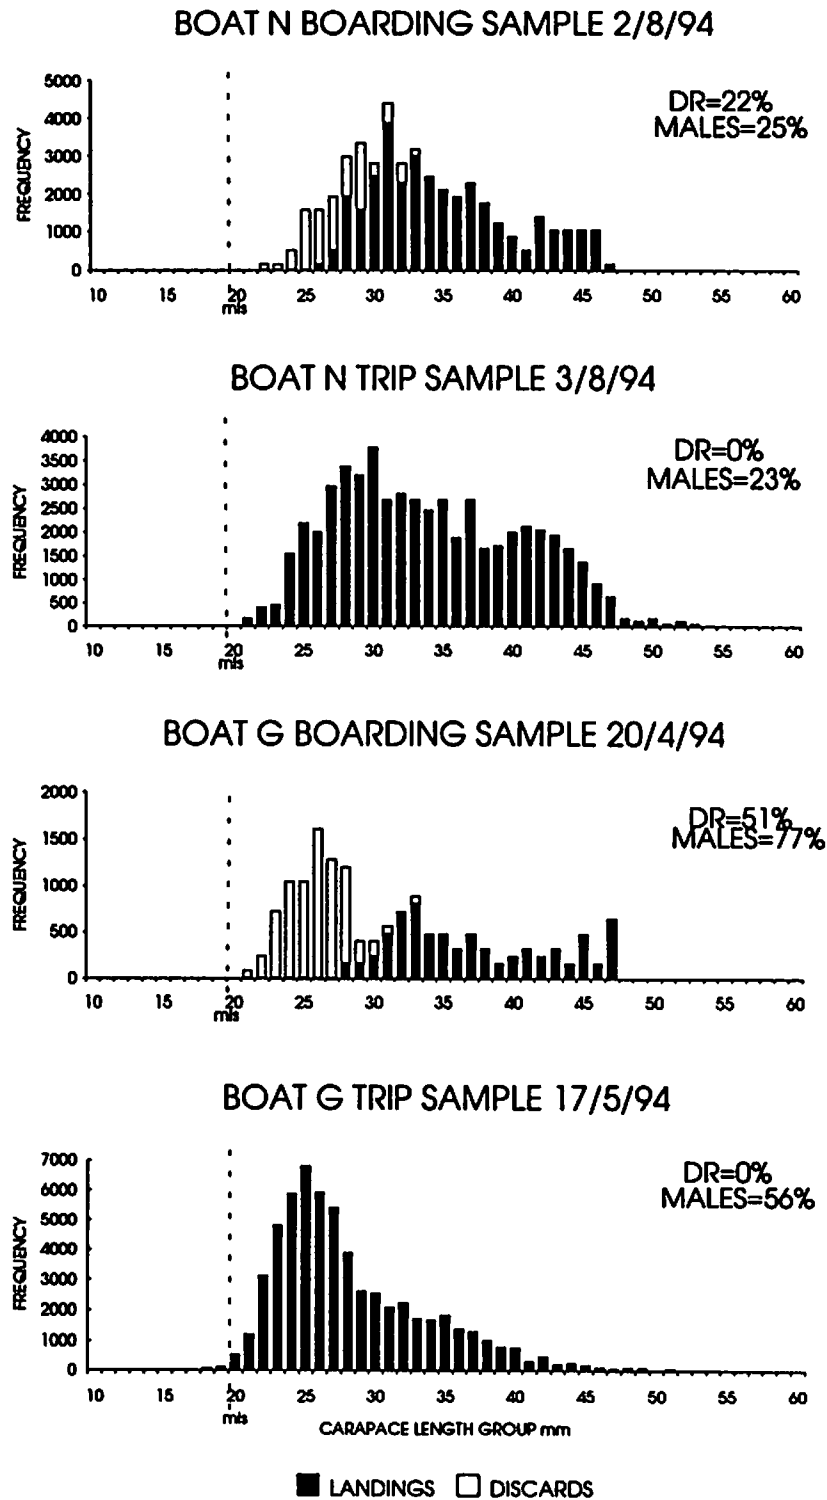 BOAT N BOARDING SAMPLE 2/8/94
DR=22%
MALES=25%
FREQUENCY
5000
4000
3000
2000
1000
0
10 15 20 25 30 35 40 45 50 55 60
mls
BOAT N TRIP SAMPLE 3/8/94
DR=0%
MALES=23%
FREQUENCY
4000
3500
3000
2500
2000
1500
1000
500
0
10 15 20 25 30 35 40 45 50 55 60
mls
BOAT G BOARDING SAMPLE 20/4/94
DR=51%
MALES=77%
FREQUENCY
2000
1500
1000
500
0
10 15 20 25 30 35 40 45 50 55 60
mls
BOAT G TRIP SAMPLE 17/5/94
DR=0%
MALES=56%
FREQUENCY
7000
6000
5000
4000
3000
2000
1000
0
10 15 20 25 30 35 40 45 50 55 60
mls
CARAPACE LENGTH GROUP mm
LANDINGS DISCARDS